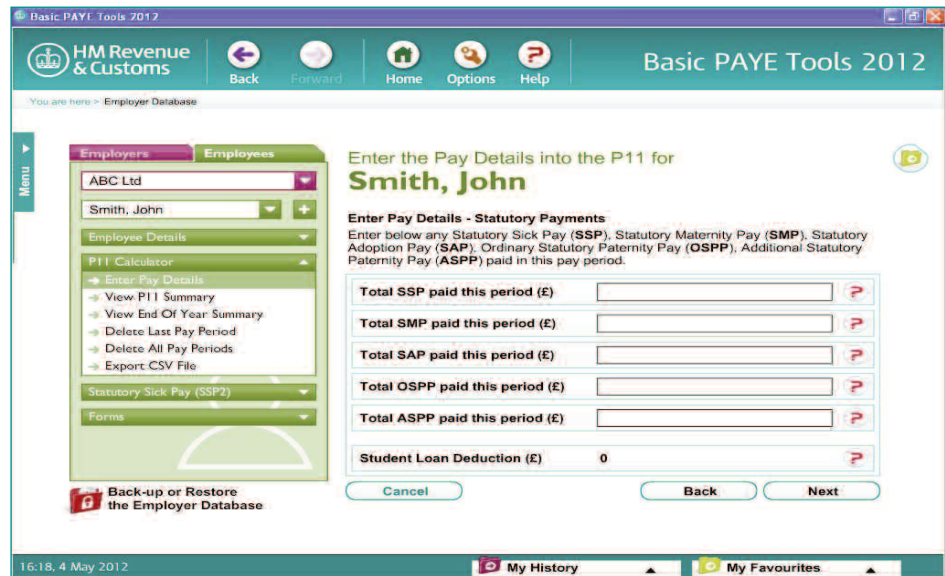 Basic PAYE Tools 2012
HM Revenue
& Customs
Back
Forward
Home
Options
Help
Basic PAYE Tools 2012
You are here > Employer Database
Menu
Employers
Employees
ABC Ltd
Smith, John
Employee Details
P11 Calculator
Enter Pay Details
View P11 Summary
View End Of Year Summary
Delete Last Pay Period
Delete All Pay Periods
Export CSV File
Statutory Sick Pay (SSP2)
Forms
Back-up or Restore
the Employer Database
Enter the Pay Details into the P11 for
Smith, John
Enter Pay Details - Statutory Payments
Enter below any Statutory Sick Pay (SSP), Statutory Maternity Pay (SMP), Statutory
Adoption Pay (SAP), Ordinary Statutory Paternity Pay (OSPP), Additional Statutory
Paternity Pay (ASPP) paid in this pay period.
Total SSP paid this period (£)
?
Total SMP paid this period (£)
?
Total SAP paid this period (£)
?
Total OSPP paid this period (£)
?
Total ASPP paid this period (£)
?
Student Loan Deduction (£) 0
?
Cancel
Back
Next
16:18, 4 May 2012
My History
My Favourites